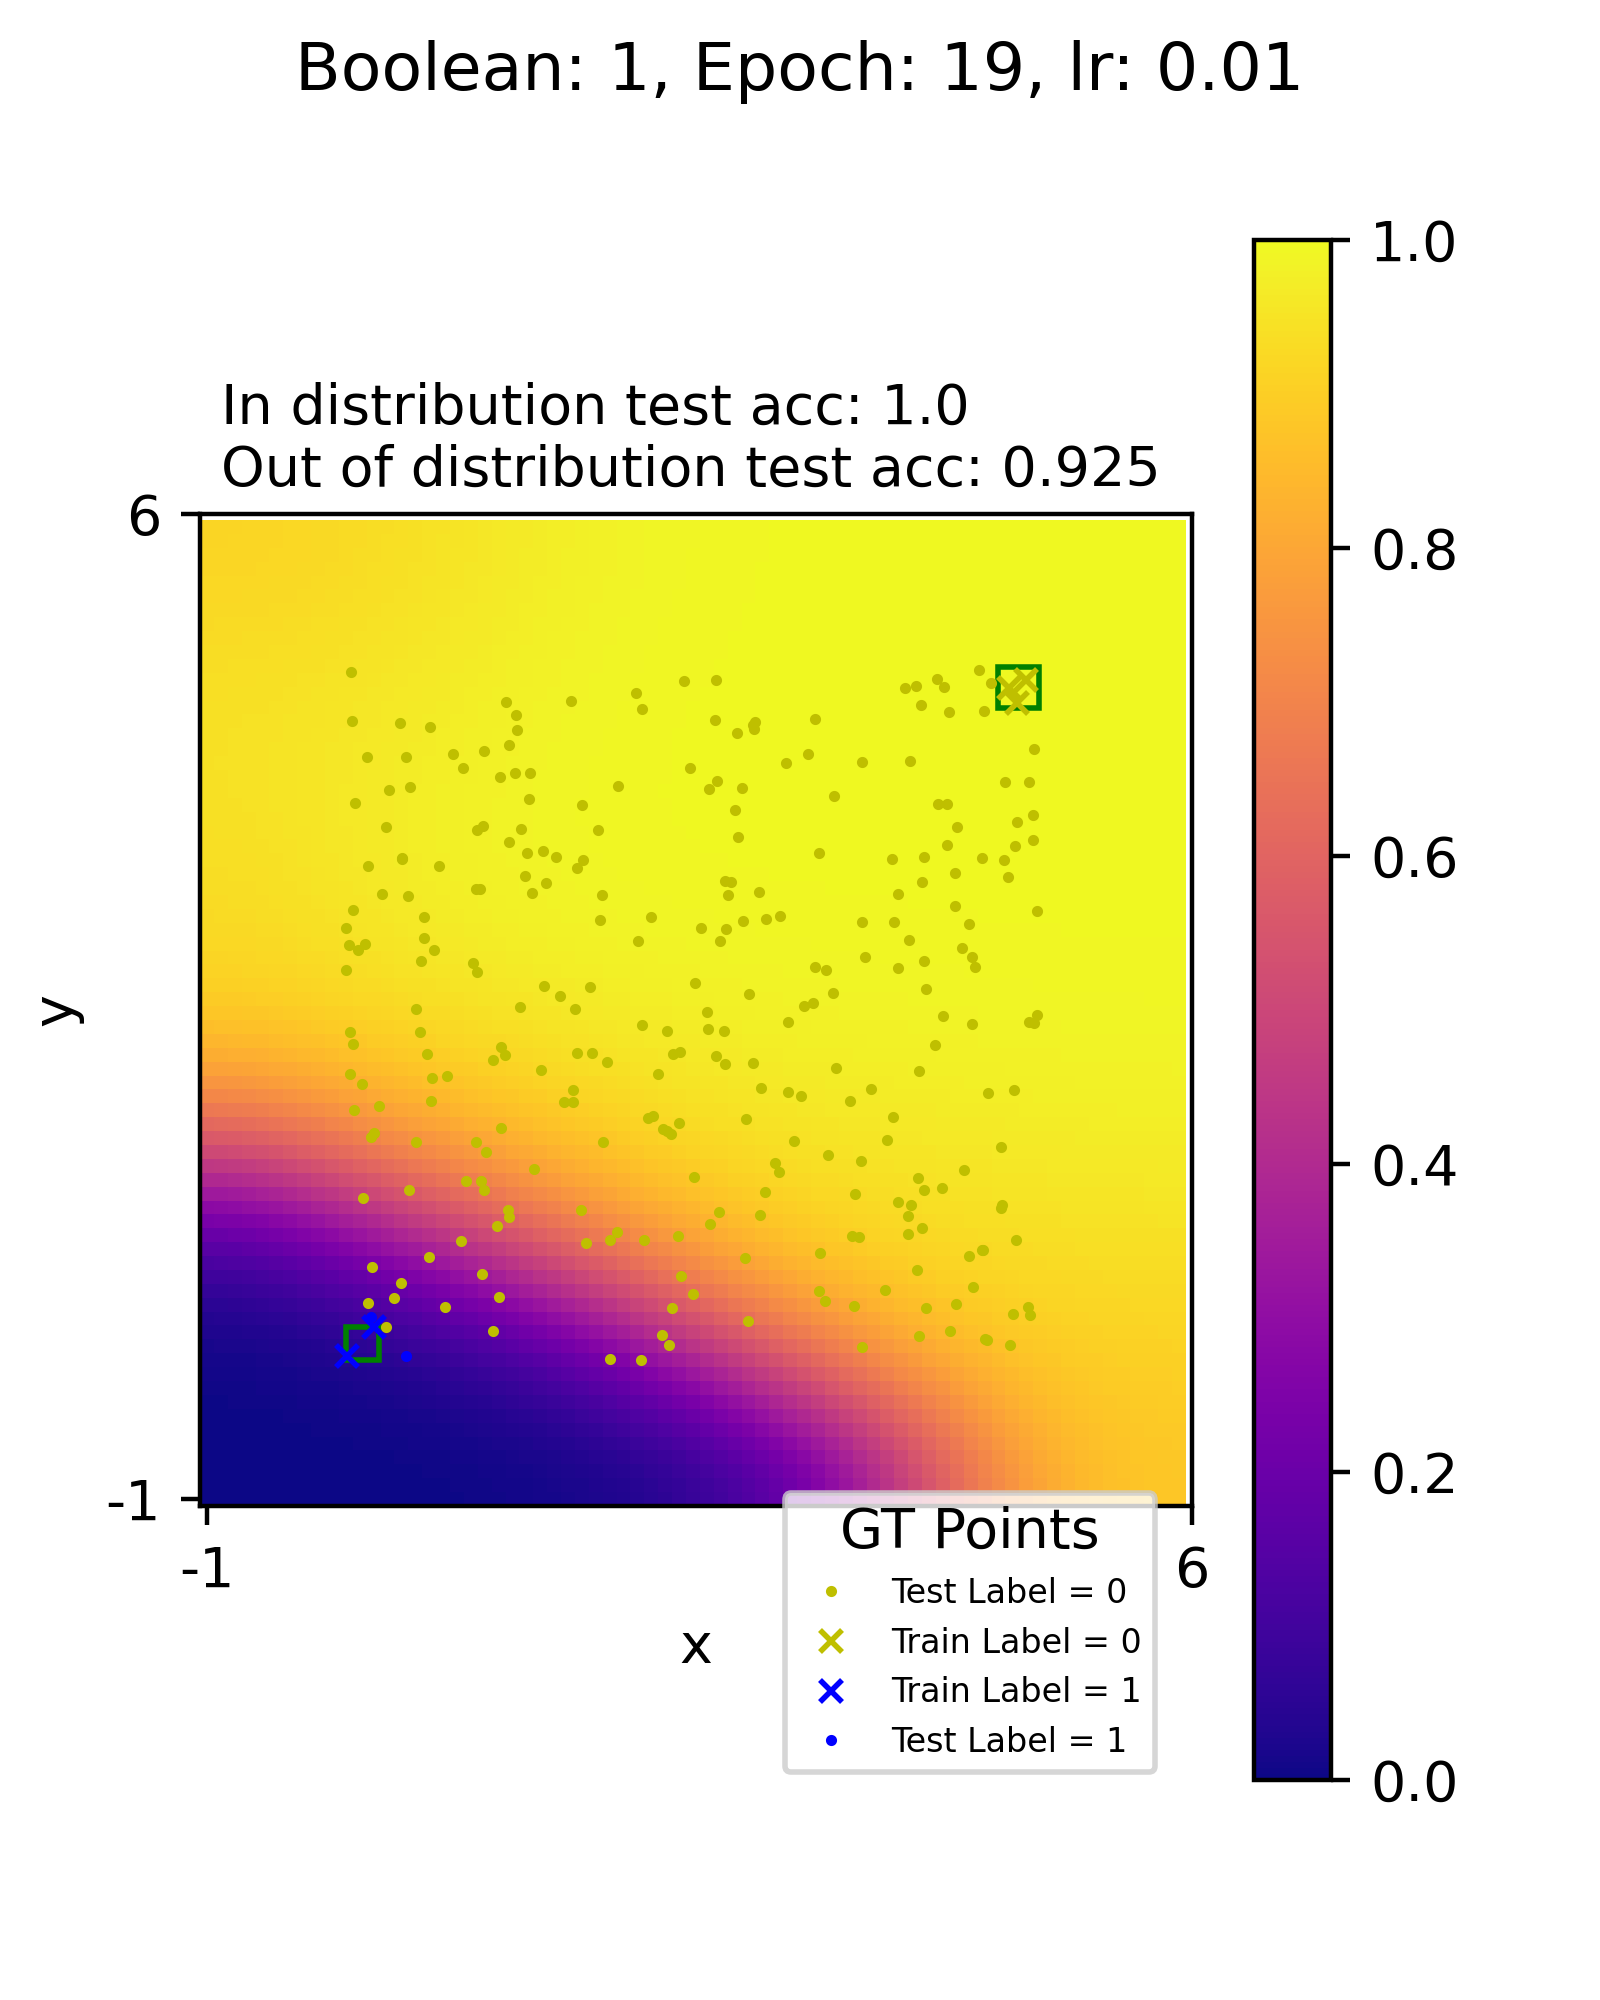 Boolean: 1, Epoch: 19, lr: 0.01
In distribution test acc: 1.0
Out of distribution test acc: 0.925
6
y
-1
-1
6
x
GT Points
Test Label = 0
Train Label = 0
Train Label = 1
Test Label = 1
1.0
0.8
0.6
0.4
0.2
0.0